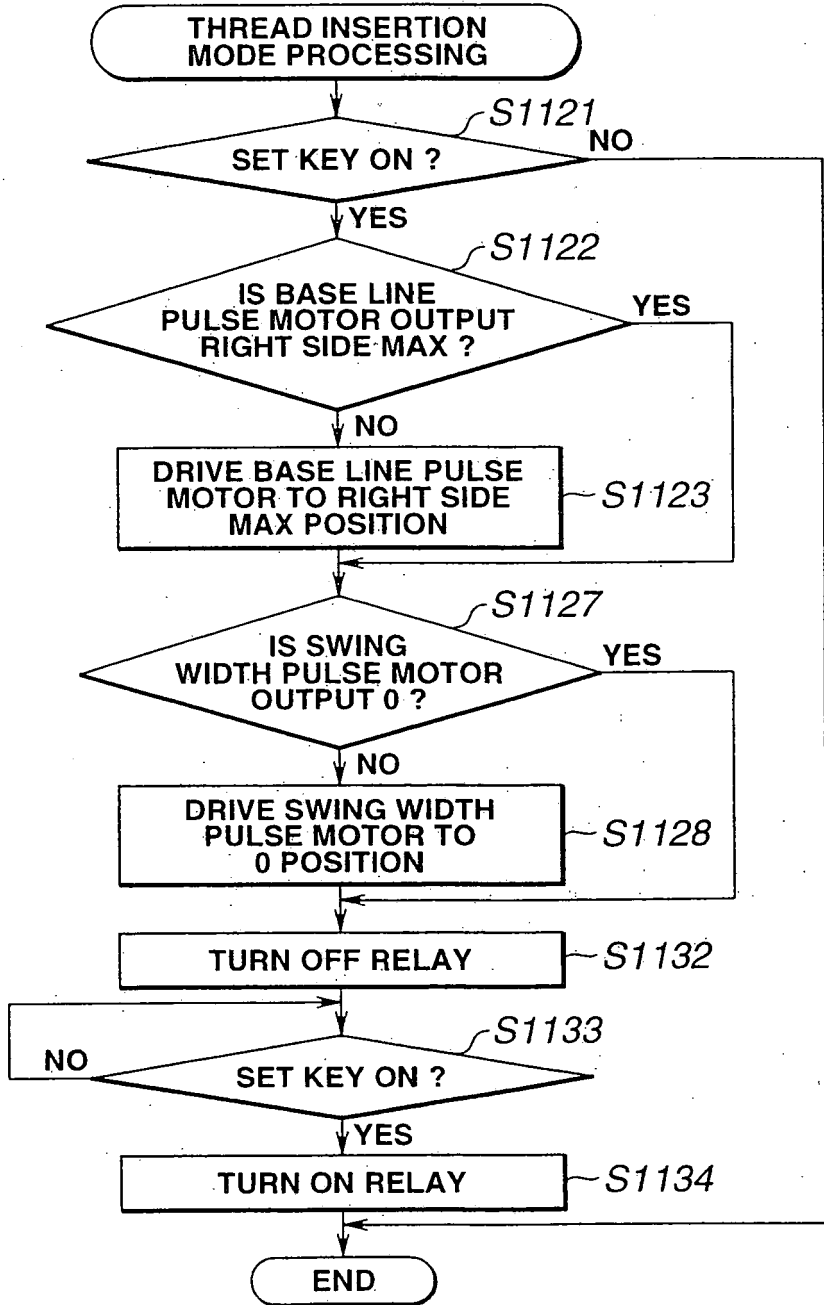 THREAD INSERTION
MODE PROCESSING
S1121
NO
SET KEY ON ?
YES
S1122
IS BASE LINE
PULSE MOTOR OUTPUT
RIGHT SIDE MAX ?
YES
NO
DRIVE BASE LINE PULSE
MOTOR TO RIGHT SIDE
MAX POSITION
S1123
S1127
IS SWING
WIDTH PULSE MOTOR
OUTPUT 0 ?
YES
NO
DRIVE SWING WIDTH
PULSE MOTOR TO
0 POSITION
S1128
TURN OFF RELAY
S1132
S1133
NO
SET KEY ON ?
YES
TURN ON RELAY
S1134
END